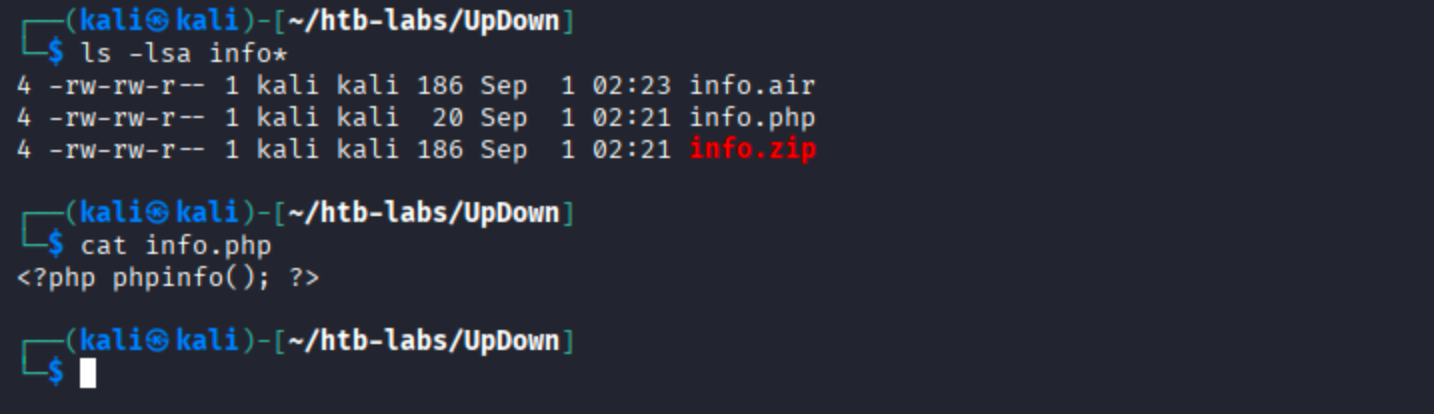 ┌──(kali㉿kali)-[~/htb-labs/UpDown]
└─$ ls -lsa info*
4 -rw-rw-r-- 1 kali kali 186 Sep  1 02:23 info.air
4 -rw-rw-r-- 1 kali kali  20 Sep  1 02:21 info.php
4 -rw-rw-r-- 1 kali kali 186 Sep  1 02:21 info.zip
┌──(kali㉿kali)-[~/htb-labs/UpDown]
└─$ cat info.php
<?php phpinfo(); ?>
┌──(kali㉿kali)-[~/htb-labs/UpDown]
└─$